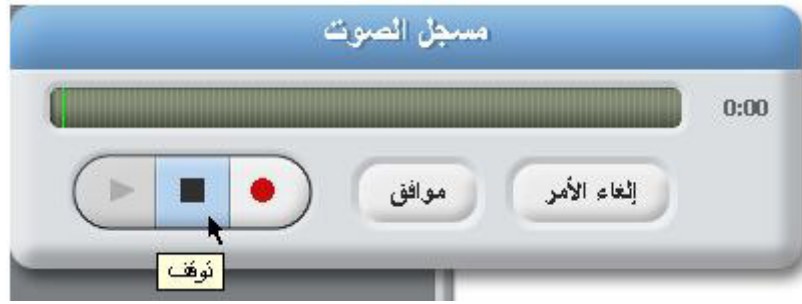 مسجل الصوت
0:00
موافق
إلغاء الأمر
توقف